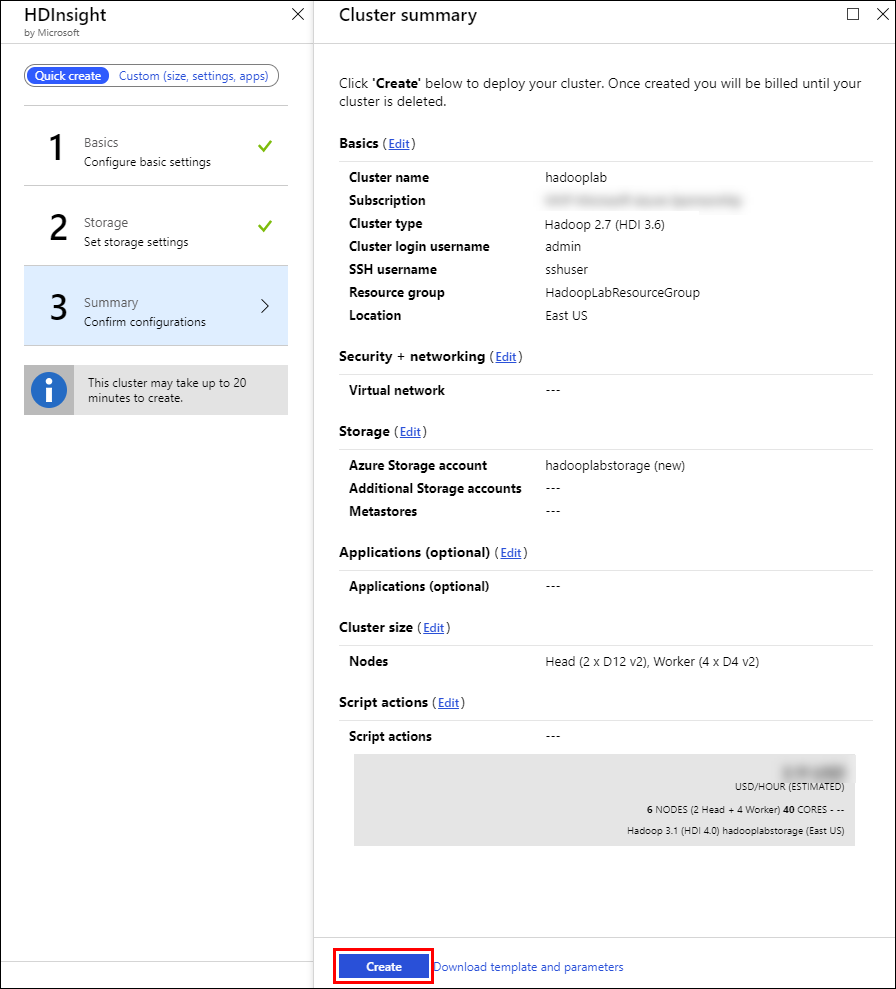 HDInsight
by Microsoft
Quick create Custom (size, settings, apps)
1 Basics
Configure basic settings
2 Storage
Set storage settings
3 Summary
Confirm configurations
This cluster may take up to 20
minutes to create.
Cluster summary
Click 'Create' below to deploy your cluster. Once created you will be billed until your
cluster is deleted.
Basics (Edit)
Cluster name hadooplab
Subscription
Cluster type Hadoop 2.7 (HDI 3.6)
Cluster login username admin
SSH username sshuser
Resource group HadoopLabResourceGroup
Location East US
Security + networking (Edit)
Virtual network ---
Storage (Edit)
Azure Storage account hadooplabstorage (new)
Additional Storage accounts ---
Metastores ---
Applications (optional) (Edit)
Applications (optional) ---
Cluster size (Edit)
Nodes Head (2 x D12 v2), Worker (4 x D4 v2)
Script actions (Edit)
Script actions ---
USD/HOUR (ESTIMATED)
6 NODES (2 Head + 4 Worker) 40 CORES - --
Hadoop 3.1 (HDI 4.0) hadooplabstorage (East US)
Create Download template and parameters